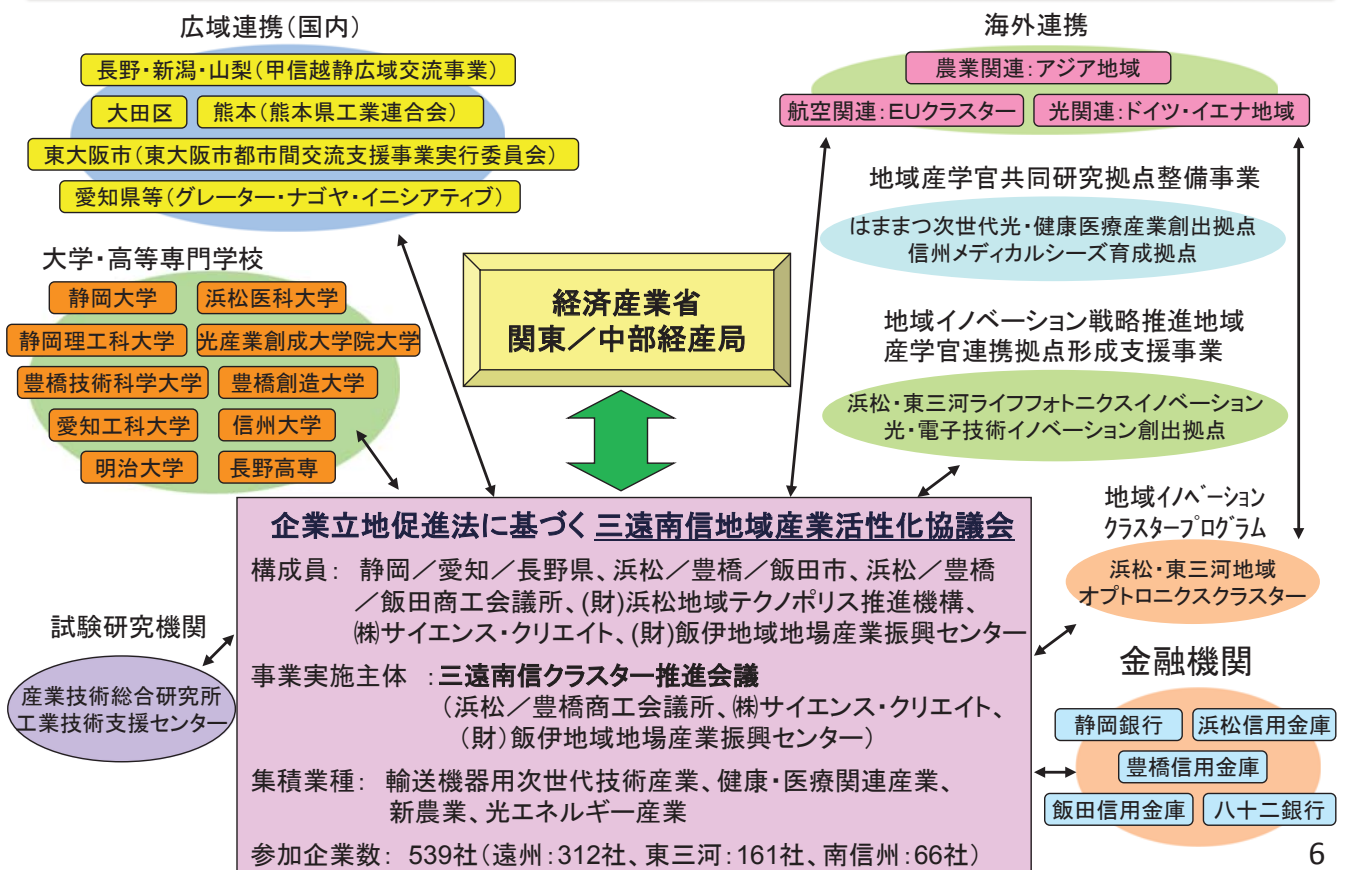 広域連携(国内)
長野・新潟・山梨(甲信越静広域交流事業)
大田区
熊本(熊本県工業連合会)
東大阪市(東大阪市都市間交流支援事業実行委員会)
愛知県等(グレーター・ナゴヤ・イニシアティブ)
海外連携
農業関連:アジア地域
航空関連:EUクラスター
光関連:ドイツ・イエナ地域
地域産学官共同研究拠点整備事業
はままつ次世代光・健康医療産業創出拠点
信州メディカルシーズ育成拠点
大学・高等専門学校
静岡大学
浜松医科大学
静岡理工科大学
光産業創成大学院大学
豊橋技術科学大学
豊橋創造大学
愛知工科大学
信州大学
明治大学
長野高専
経済産業省
関東/中部経産局
地域イノベーション戦略推進地域
産学官連携拠点形成支援事業
浜松・東三河ライフフォトニクスイノベーション
光・電子技術イノベーション創出拠点
企業立地促進法に基づく 三遠南信地域産業活性化協議会
構成員: 静岡/愛知/長野県、浜松/豊橋/飯田市、浜松/豊橋
/飯田商工会議所、(財)浜松地域テクノポリス推進機構、
㈱サイエンス・クリエイト、(財)飯伊地域地場産業振興センター
事業実施主体 :三遠南信クラスター推進会議
(浜松/豊橋商工会議所、㈱サイエンス・クリエイト、
(財)飯伊地域地場産業振興センター)
集積業種: 輸送機器用次世代技術産業、健康・医療関連産業、
新農業、光エネルギー産業
参加企業数: 539社(遠州:312社、東三河:161社、南信州:66社)
試験研究機関
産業技術総合研究所
工業技術支援センター
地域イノベーション
クラスタープログラム
浜松・東三河地域
オプトロニクスクラスター
金融機関
静岡銀行
浜松信用金庫
豊橋信用金庫
飯田信用金庫
八十二銀行
6